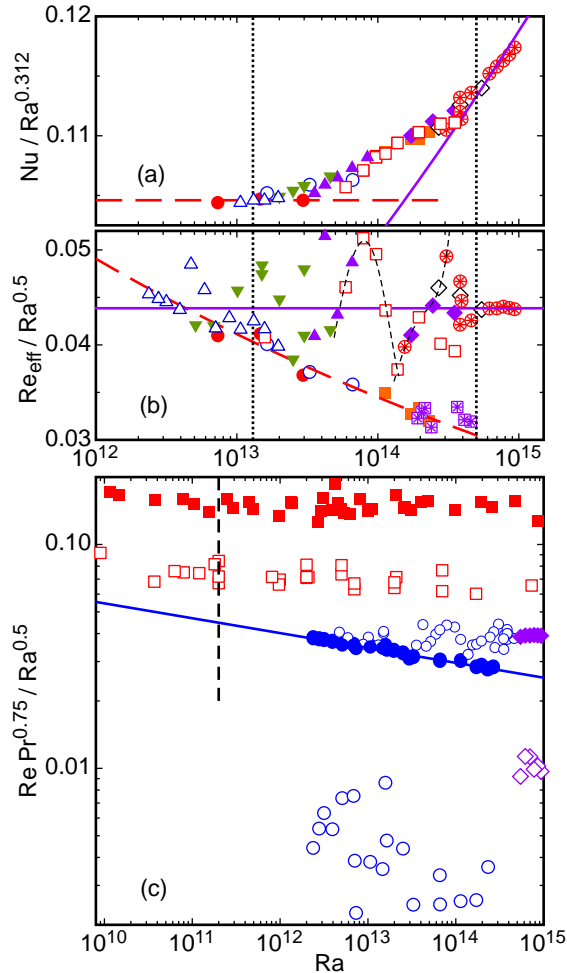 0.12
0.11
Nu / Ra^0.312
(a)
0.05
0.04
0.03
Re_eff / Ra^0.5
(b)
10^12 10^13 10^14 10^15
0.10
0.01
Re Pr^0.75 / Ra^0.5
(c)
10^10 10^11 10^12 10^13 10^14 10^15
Ra